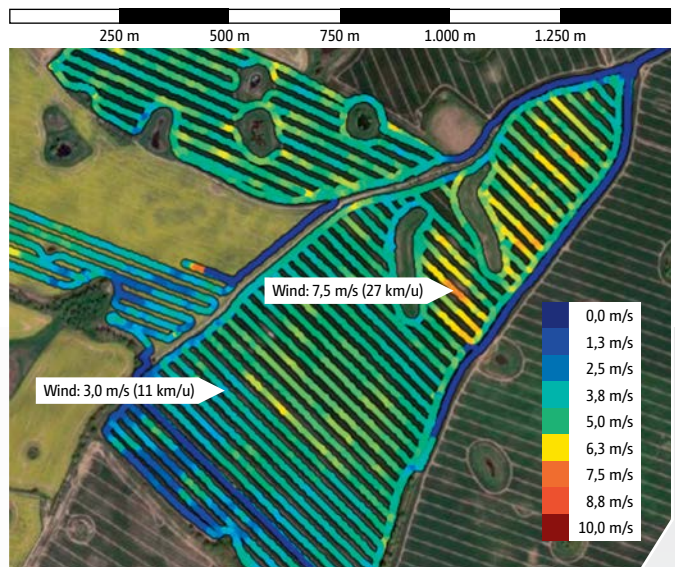 250 m 500 m 750 m 1.000 m 1.250 m
Wind: 7,5 m/s (27 km/u)
Wind: 3,0 m/s (11 km/u)
0,0 m/s
1,3 m/s
2,5 m/s
3,8 m/s
5,0 m/s
6,3 m/s
7,5 m/s
8,8 m/s
10,0 m/s